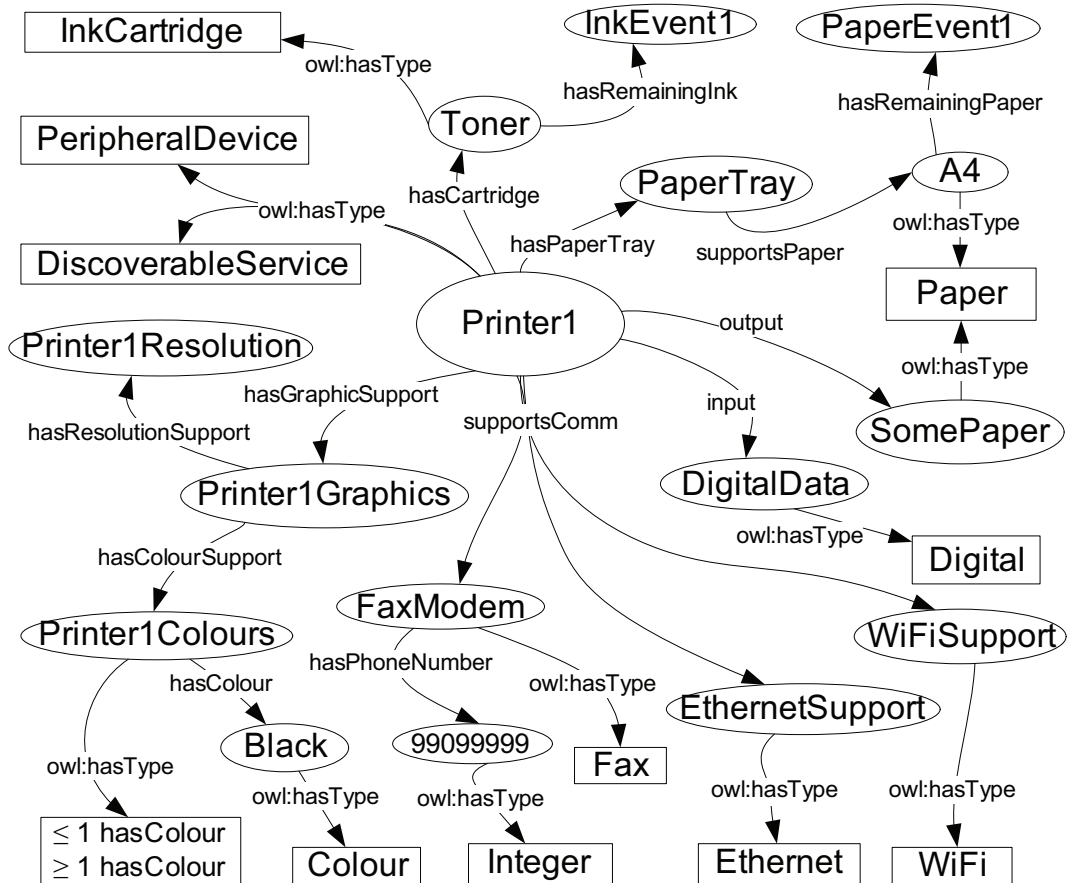 InkCartridge
InkEvent1
PaperEvent1
owl:hasType
hasRemainingInk
hasRemainingPaper
Toner
PeripheralDevice
PaperTray
A4
hasCartridge
owl:hasType
owl:hasType
hasPaperTray
supportsPaper
DiscoverableService
Paper
Printer1
output
Printer1Resolution
owl:hasType
hasGraphicSupport
input
supportsComm
hasResolutionSupport
SomePaper
Printer1Graphics
DigitalData
owl:hasType
hasColourSupport
Digital
FaxModem
Printer1Colours
WiFiSupport
hasPhoneNumber
hasColour
owl:hasType
EthernetSupport
Black
99099999
owl:hasType
Fax
owl:hasType
owl:hasType
owl:hasType
owl:hasType
≤ 1 hasColour
≥ 1 hasColour
Colour
Integer
Ethernet
WiFi
owl:hasType